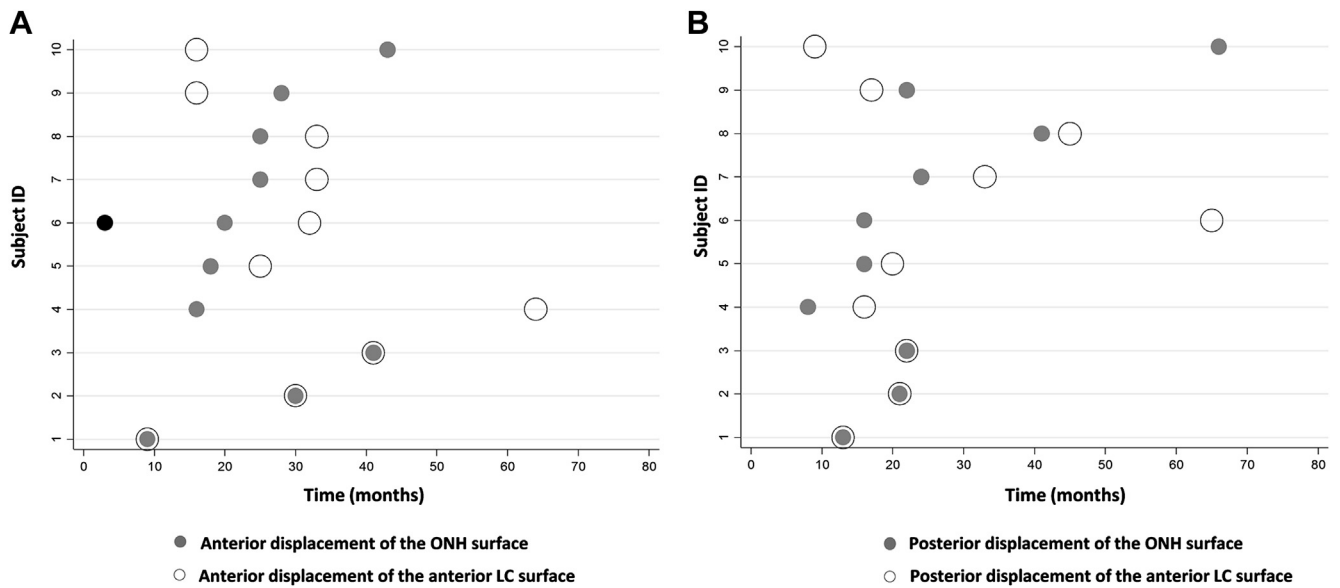 A
B
Subject ID
10
9
8
7
6
5
4
3
2
1
0 10 20 30 40 50 60 70 80
Time (months)
Anterior displacement of the ONH surface
Anterior displacement of the anterior LC surface
Subject ID
10
9
8
7
6
5
4
3
2
1
0 10 20 30 40 50 60 70 80
Time (months)
Posterior displacement of the ONH surface
Posterior displacement of the anterior LC surface